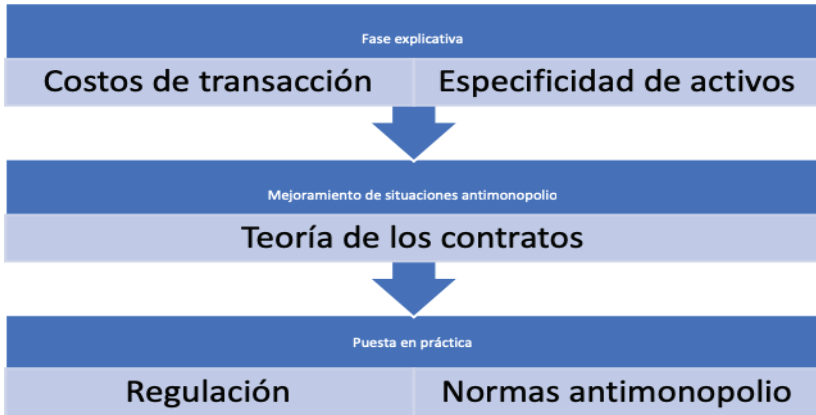 Fase explicativa
Costos de transacción
Especificidad de activos
Mejoramiento de situaciones antimonopolio
Teoría de los contratos
Puesta en práctica
Regulación
Normas antimonopolio